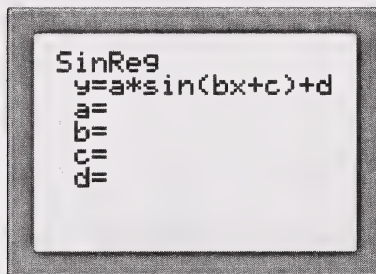 SinReg
y=a*sin(bx+c)+d
a=
b=
c=
d=